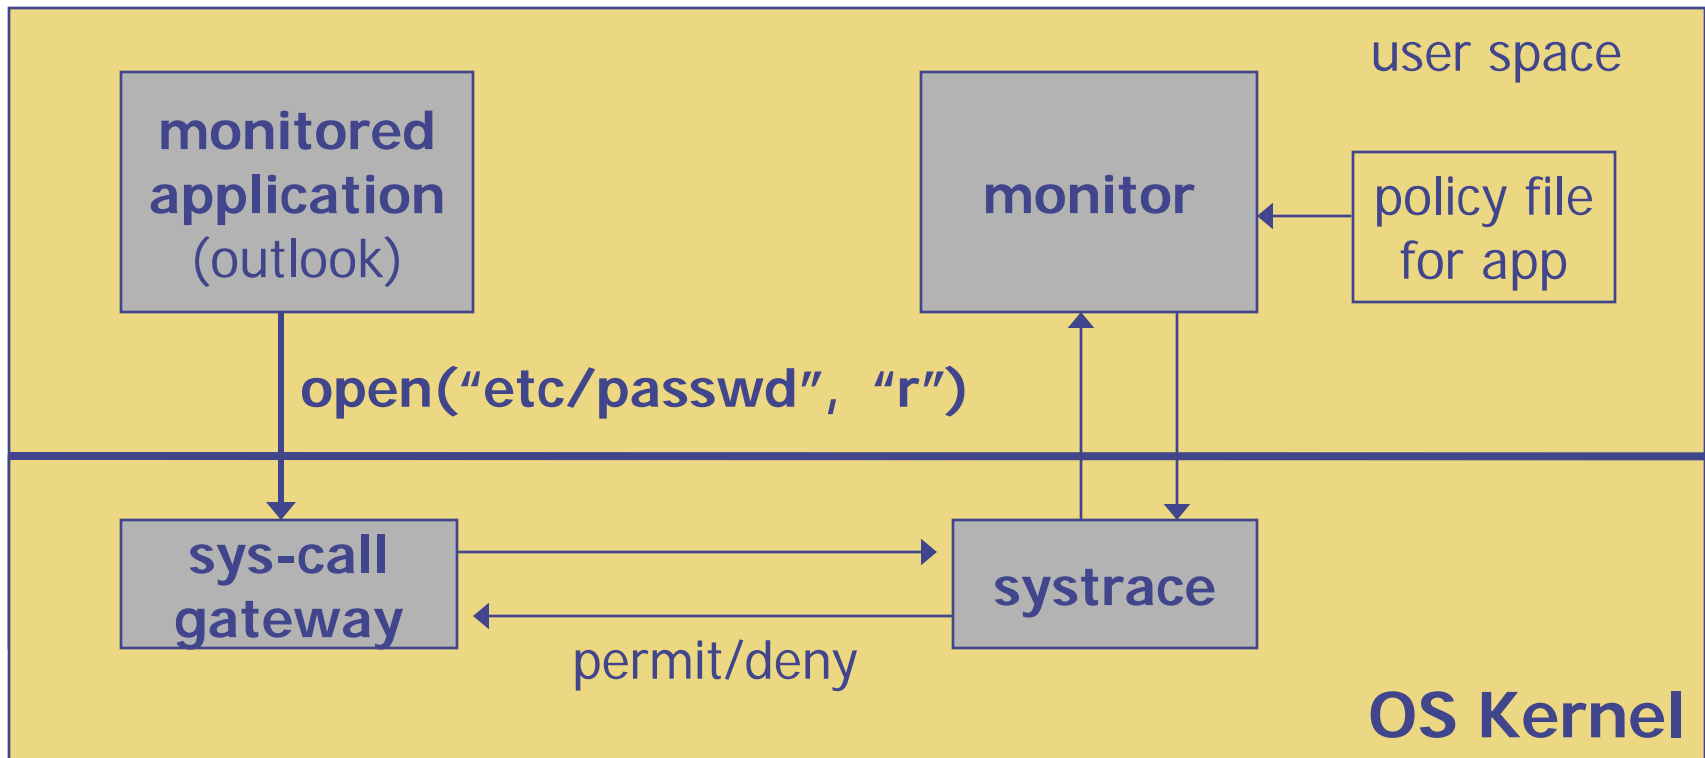 user space
monitored
application
(outlook)
monitor
policy file
for app
open(“etc/passwd”, “r”)
sys-call
gateway
systrace
permit/deny
OS Kernel